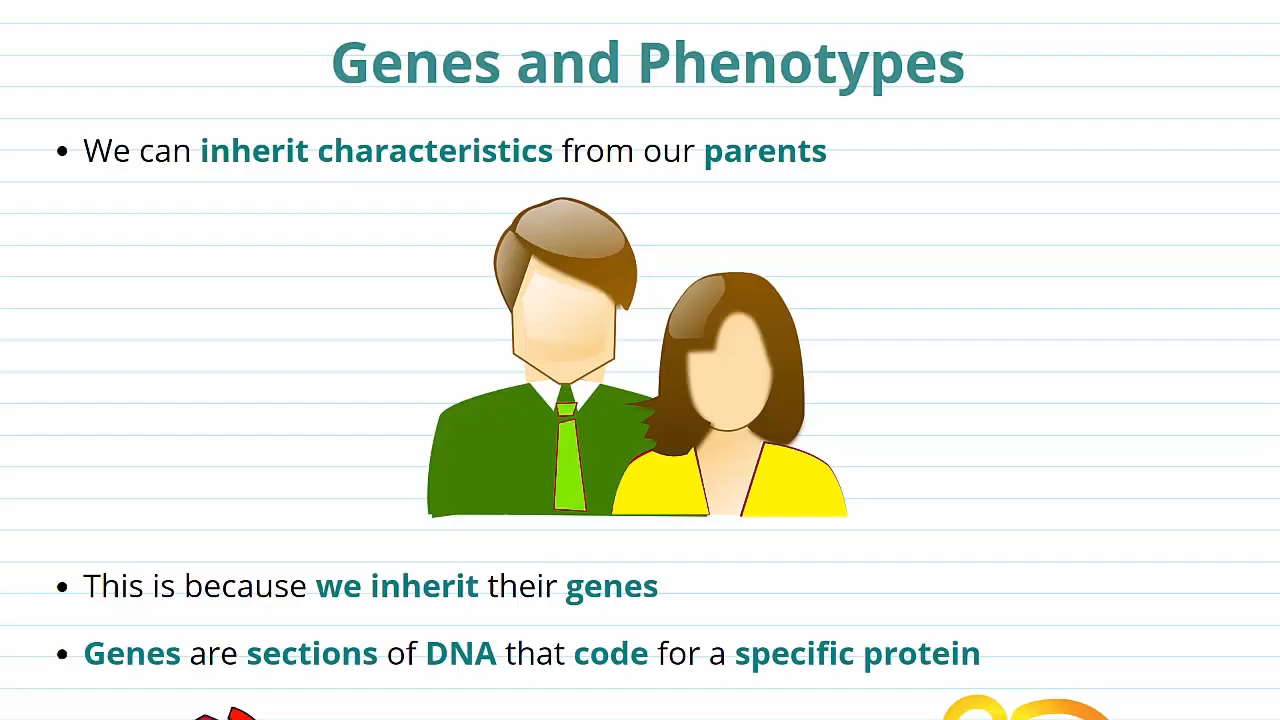 Genes and Phenotypes
• We can inherit characteristics from our parents
• This is because we inherit their genes
• Genes are sections of DNA that code for a specific protein